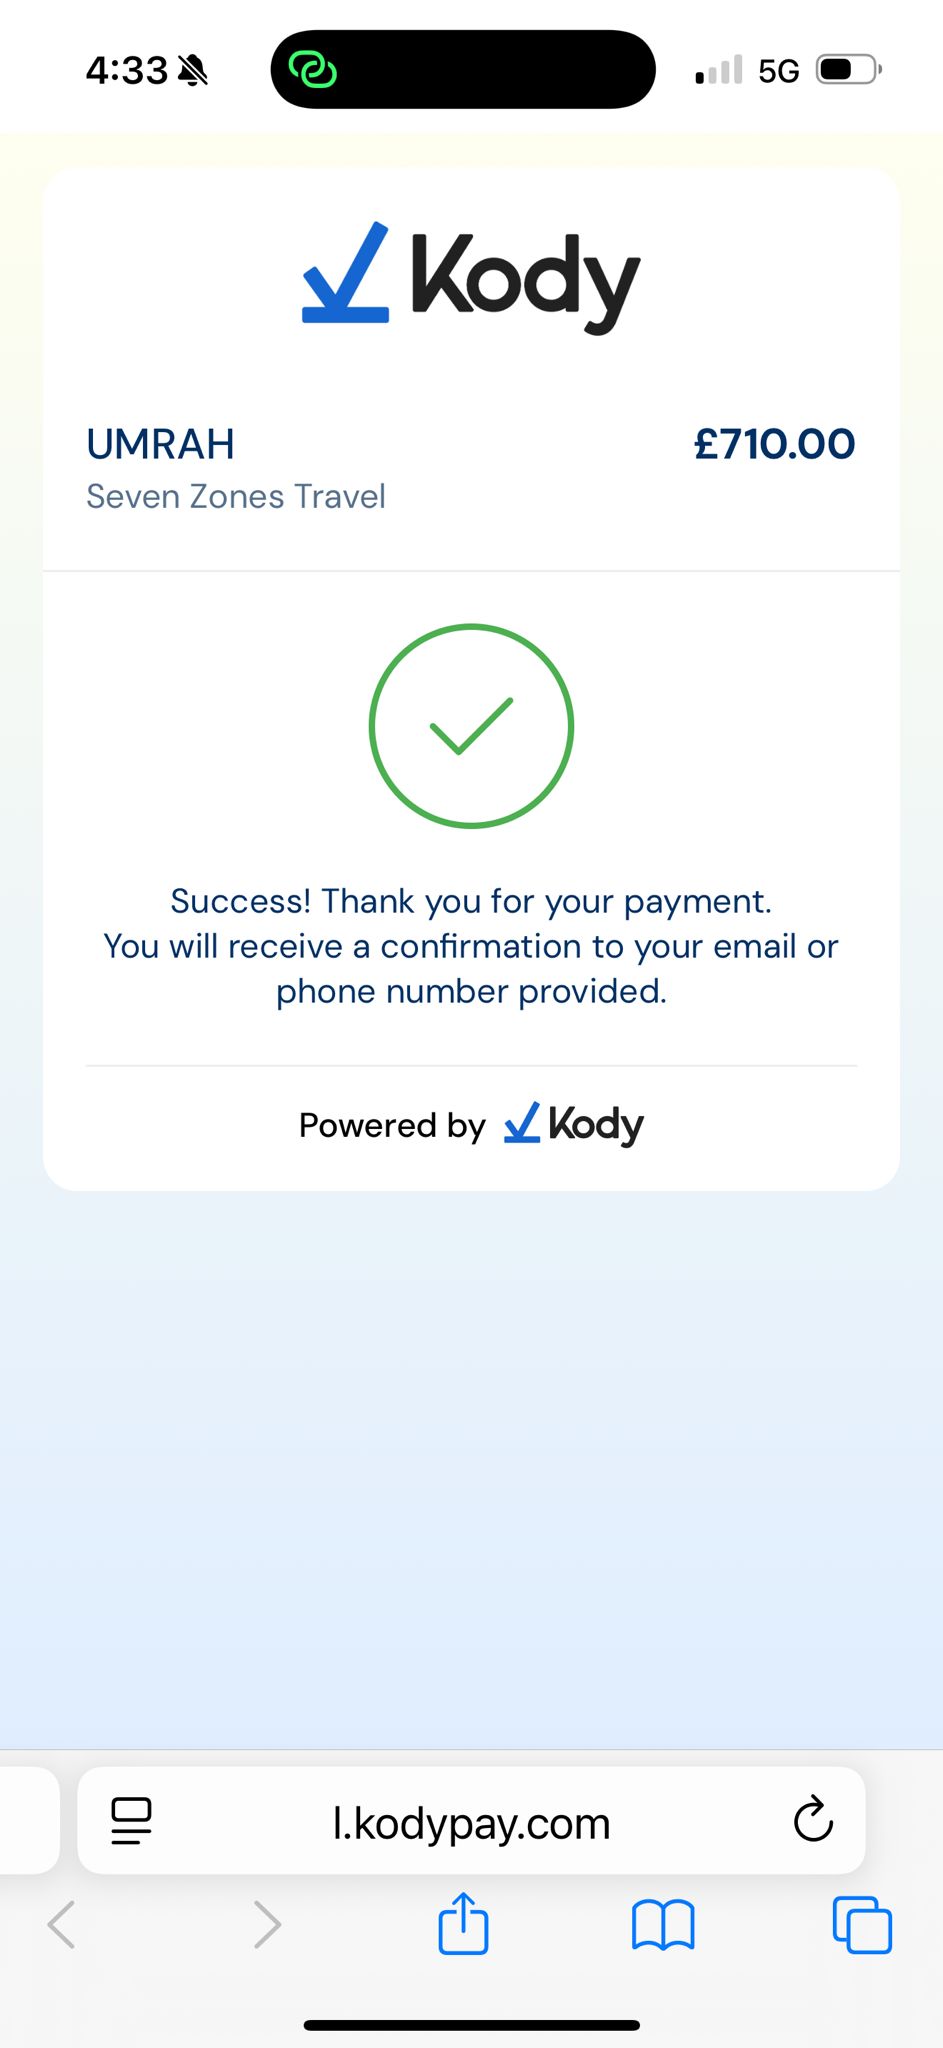 4:33
5G
Kody
UMRAH £710.00
Seven Zones Travel
Success! Thank you for your payment.
You will receive a confirmation to your email or
phone number provided.
Powered by Kody
l.kodypay.com